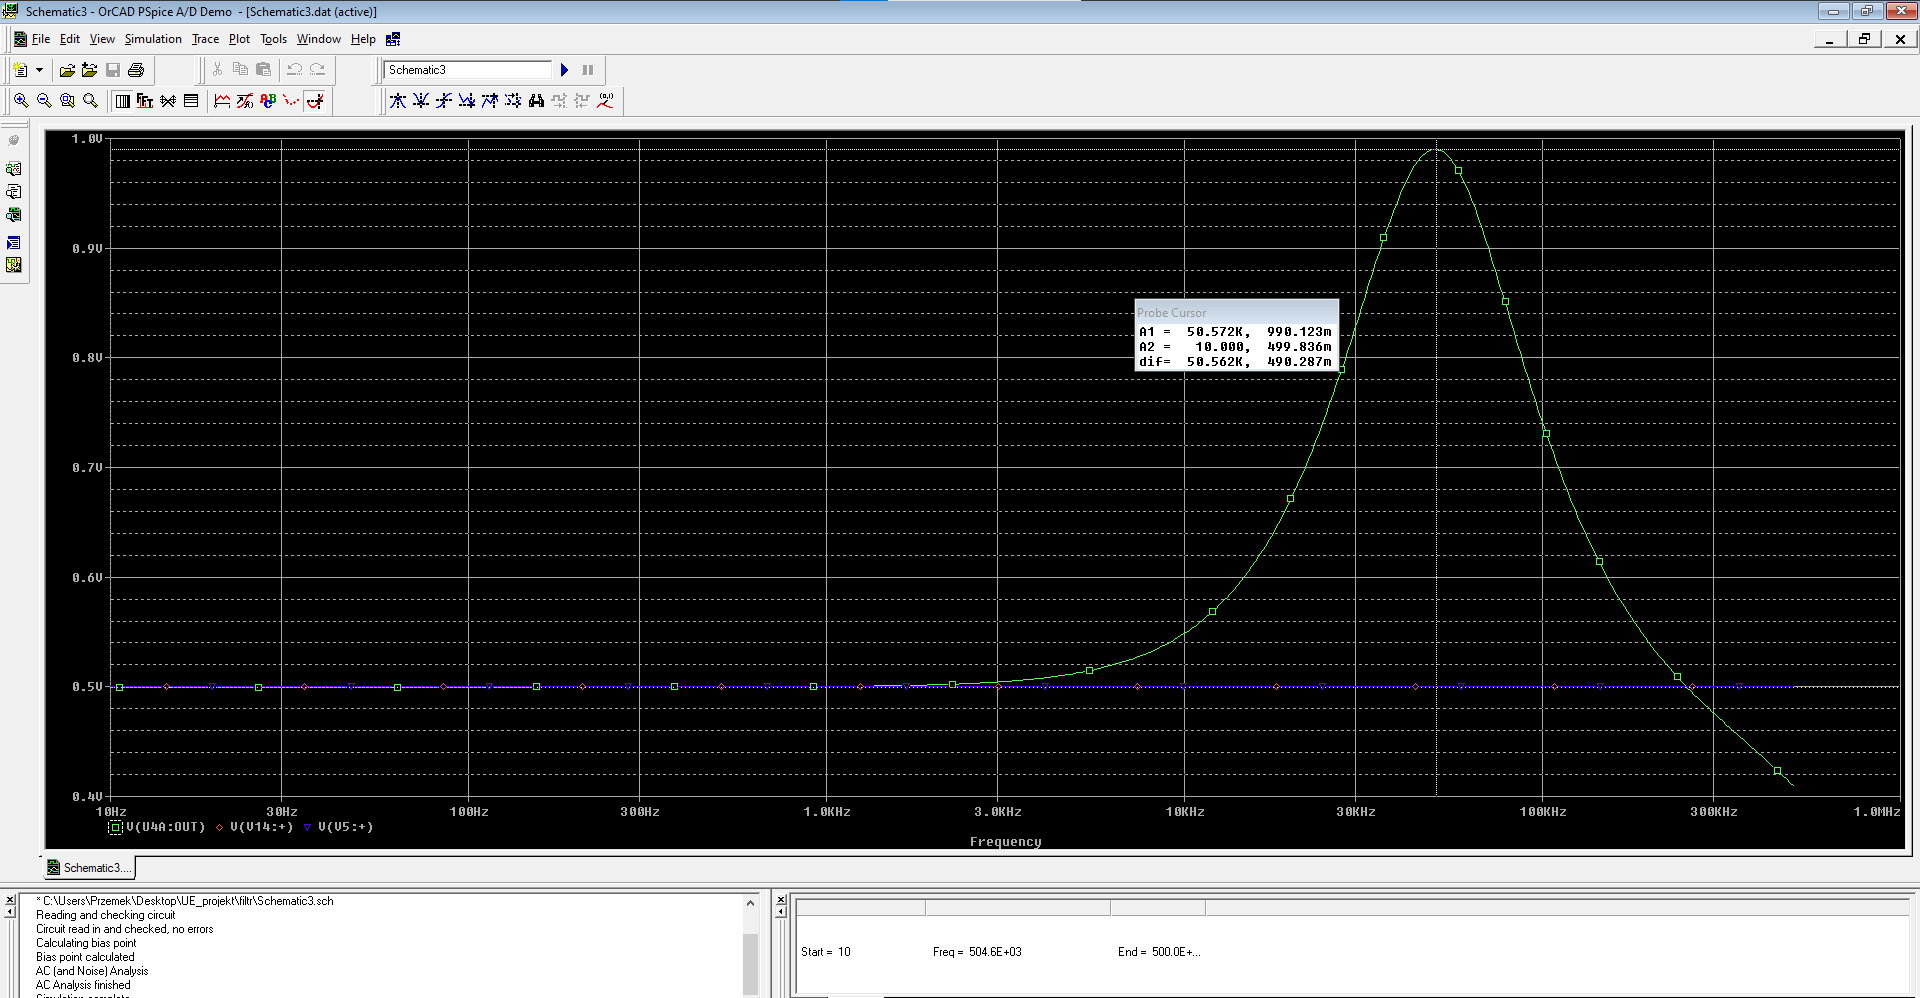 Schematic3 - OrCAD PSpice A/D Demo - [Schematic3.dat (active)]
File Edit View Simulation Trace Plot Tools Window Help
Schematic3
1.0V
0.9V
0.8V
0.7V
0.6V
0.5V
0.4V
Probe Cursor
A1 = 50.572K, 990.123m
A2 = 10.000, 499.836m
dif= 50.562K, 490.287m
10Hz 30Hz 100Hz 300Hz 1.0KHz 3.0KHz 10KHz 30KHz 100KHz 300KHz 1.0MHz
V(U4A:OUT) V(V14:+) V(V5:+)
Frequency
Schematic3....
* C:\Users\Przemek\Desktop\UE_projekt\filtr\Schematic3.sch
Reading and checking circuit
Circuit read in and checked, no errors
Calculating bias point
Bias point calculated
AC (and Noise) Analysis
AC Analysis finished
Start = 10 Freq = 504.6E+03 End = 500.0E+...